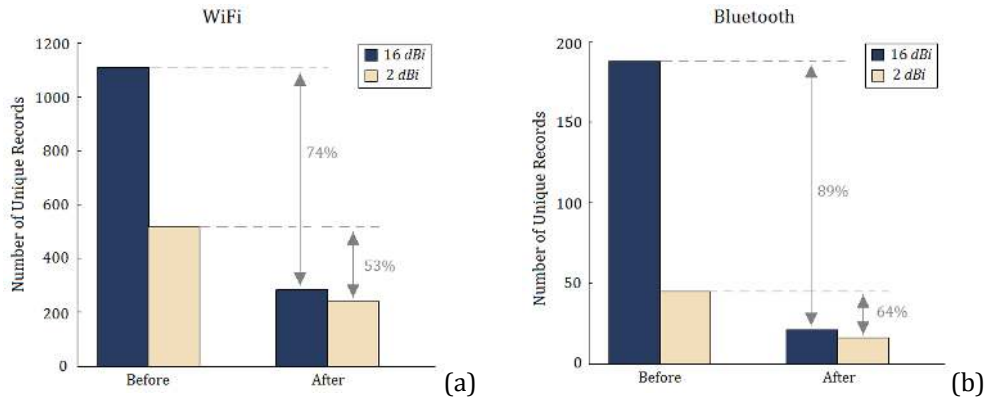 WiFi
1200
1000
800
600
400
200
0
Number of Unique Records
16 dBi
2 dBi
74%
53%
Before
After
(a)
Bluetooth
200
150
100
50
0
Number of Unique Records
16 dBi
2 dBi
89%
64%
Before
After
(b)